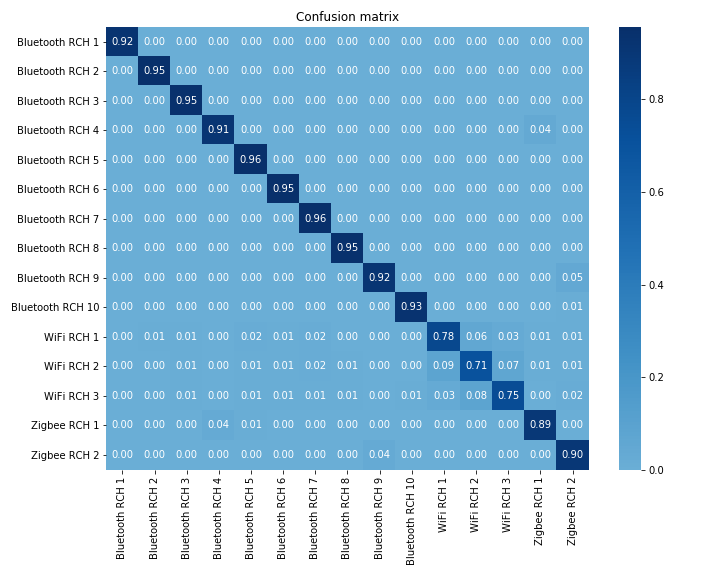 Confusion matrix
Bluetooth RCH 1 0.92 0.00 0.00 0.00 0.00 0.00 0.00 0.00 0.00 0.00 0.00 0.00 0.00 0.00 0.00
Bluetooth RCH 2 0.00 0.95 0.00 0.00 0.00 0.00 0.00 0.00 0.00 0.00 0.00 0.00 0.00 0.00 0.00
Bluetooth RCH 3 0.00 0.00 0.95 0.00 0.00 0.00 0.00 0.00 0.00 0.00 0.00 0.00 0.00 0.00 0.00
Bluetooth RCH 4 0.00 0.00 0.00 0.91 0.00 0.00 0.00 0.00 0.00 0.00 0.00 0.00 0.00 0.04 0.00
Bluetooth RCH 5 0.00 0.00 0.00 0.00 0.96 0.00 0.00 0.00 0.00 0.00 0.00 0.00 0.00 0.00 0.00
Bluetooth RCH 6 0.00 0.00 0.00 0.00 0.00 0.95 0.00 0.00 0.00 0.00 0.00 0.00 0.00 0.00 0.00
Bluetooth RCH 7 0.00 0.00 0.00 0.00 0.00 0.00 0.96 0.00 0.00 0.00 0.00 0.00 0.00 0.00 0.00
Bluetooth RCH 8 0.00 0.00 0.00 0.00 0.00 0.00 0.00 0.95 0.00 0.00 0.00 0.00 0.00 0.00 0.00
Bluetooth RCH 9 0.00 0.00 0.00 0.00 0.00 0.00 0.00 0.00 0.92 0.00 0.00 0.00 0.00 0.00 0.05
Bluetooth RCH 10 0.00 0.00 0.00 0.00 0.00 0.00 0.00 0.00 0.00 0.93 0.00 0.00 0.00 0.00 0.01
WiFi RCH 1 0.00 0.01 0.01 0.00 0.02 0.01 0.02 0.00 0.00 0.00 0.78 0.06 0.03 0.01 0.01
WiFi RCH 2 0.00 0.00 0.01 0.00 0.01 0.01 0.02 0.01 0.00 0.00 0.09 0.71 0.07 0.01 0.01
WiFi RCH 3 0.00 0.00 0.01 0.00 0.01 0.01 0.01 0.01 0.00 0.01 0.03 0.08 0.75 0.00 0.02
Zigbee RCH 1 0.00 0.00 0.00 0.04 0.01 0.00 0.00 0.00 0.00 0.00 0.00 0.00 0.00 0.89 0.00
Zigbee RCH 2 0.00 0.00 0.00 0.00 0.00 0.00 0.00 0.00 0.04 0.00 0.00 0.00 0.00 0.00 0.90
Bluetooth RCH 1
Bluetooth RCH 2
Bluetooth RCH 3
Bluetooth RCH 4
Bluetooth RCH 5
Bluetooth RCH 6
Bluetooth RCH 7
Bluetooth RCH 8
Bluetooth RCH 9
Bluetooth RCH 10
WiFi RCH 1
WiFi RCH 2
WiFi RCH 3
Zigbee RCH 1
Zigbee RCH 2
0.8
0.6
0.4
0.2
0.0